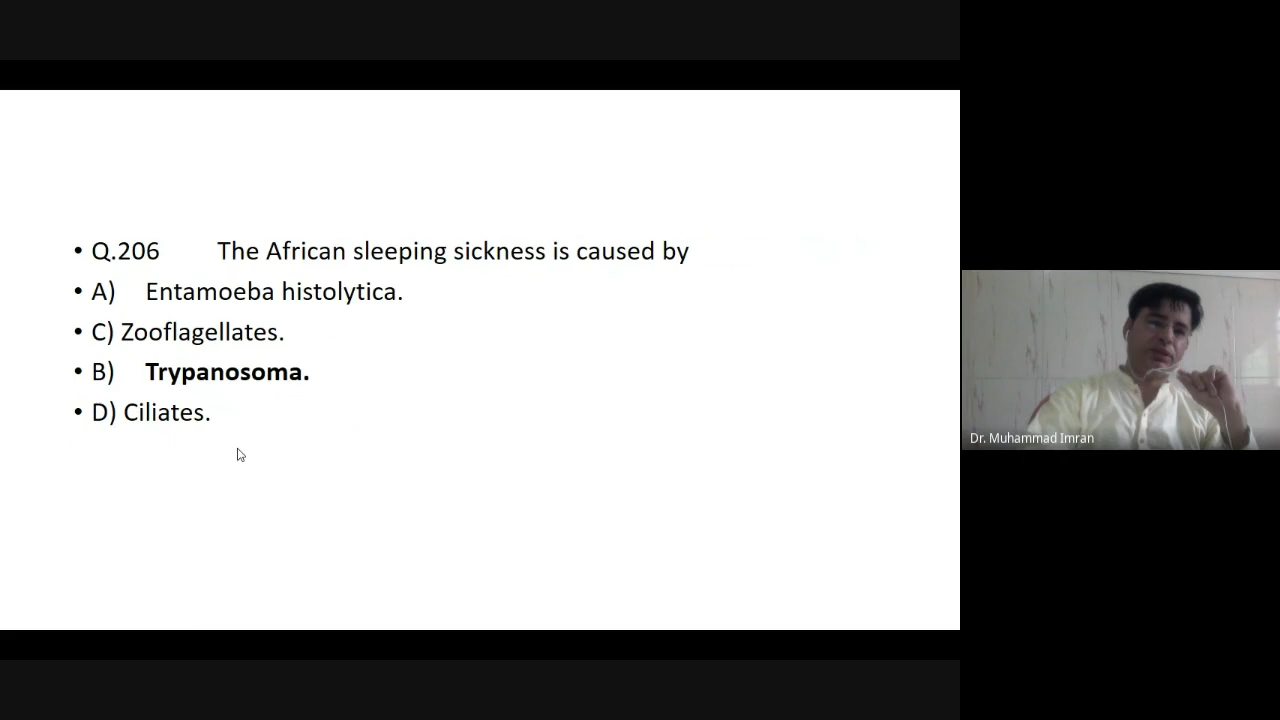 • Q.206 The African sleeping sickness is caused by
• A) Entamoeba histolytica.
• C) Zooflagellates.
• B) Trypanosoma.
• D) Ciliates.
Dr. Muhammad Imran